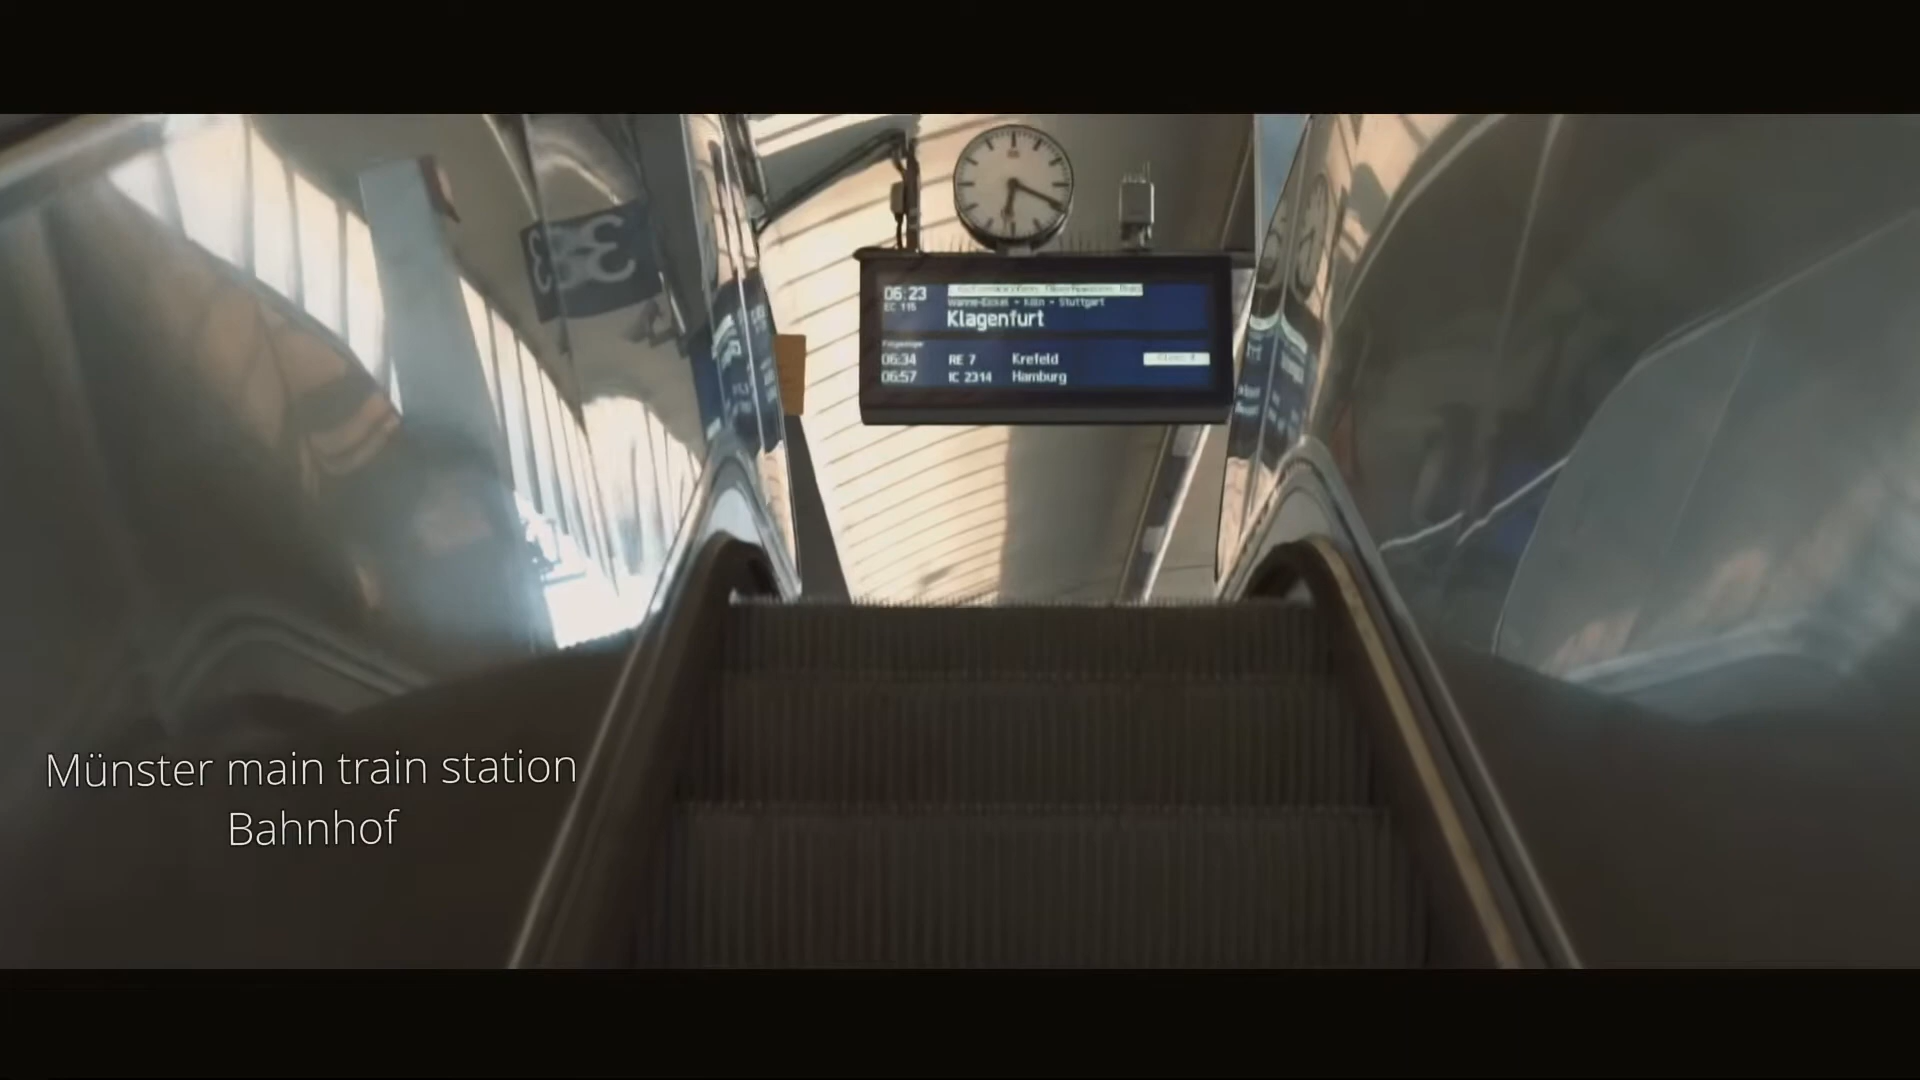 06:23
EC 115
Wanne-Eickel • Köln • Stuttgart
Klagenfurt
Folgezüge
06:34 RE 7 Krefeld
06:57 IC 2314 Hamburg
Münster main train station
Bahnhof